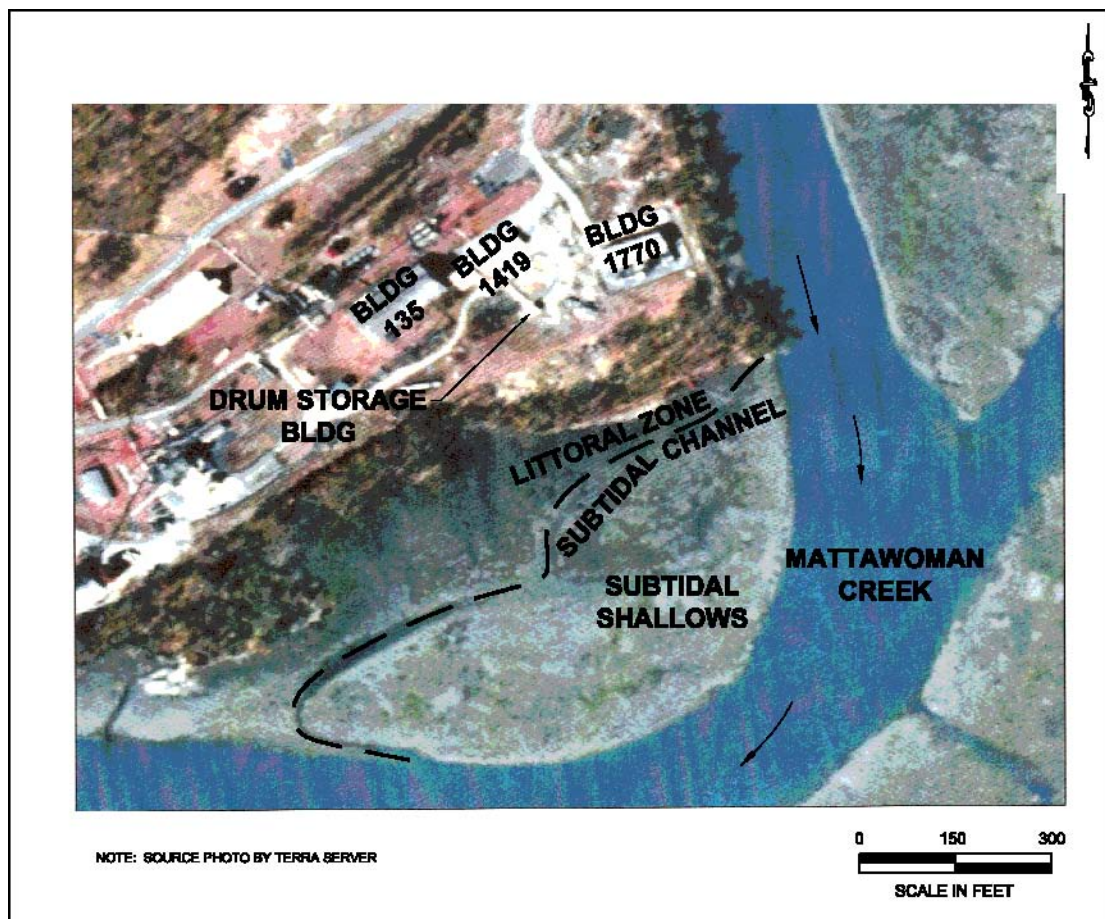 BLDG
1770
BLDG
1419
BLDG
135
DRUM STORAGE
BLDG
LITTORAL ZONE
SUBTIDAL CHANNEL
SUBTIDAL
SHALLOWS
MATTAWOMAN
CREEK
NOTE: SOURCE PHOTO BY TERRA SERVER
0 150 300
SCALE IN FEET